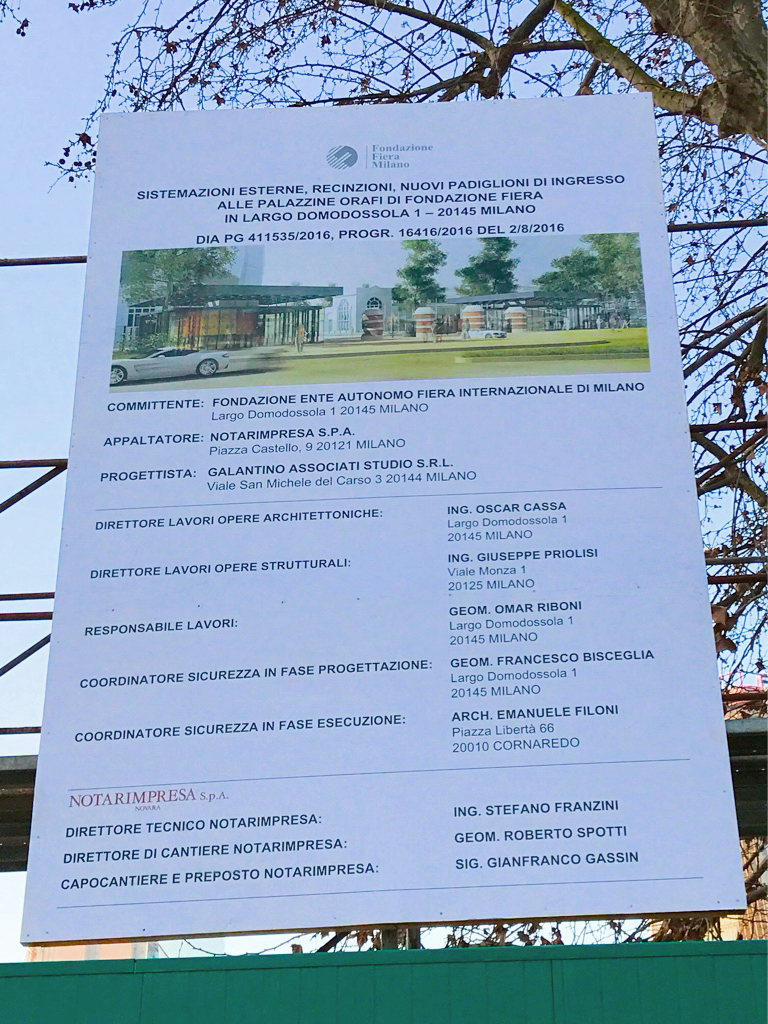 Fondazione
Fiera
Milano
SISTEMAZIONI ESTERNE, RECINZIONI, NUOVI PADIGLIONI DI INGRESSO
ALLE PALAZZINE ORAFI DI FONDAZIONE FIERA
IN LARGO DOMODOSSOLA 1 – 20145 MILANO
DIA PG 411535/2016, PROGR. 16416/2016 DEL 2/8/2016
COMMITTENTE: FONDAZIONE ENTE AUTONOMO FIERA INTERNAZIONALE DI MILANO
Largo Domodossola 1 20145 MILANO
APPALTATORE: NOTARIMPRESA S.P.A.
Piazza Castello, 9 20121 MILANO
PROGETTISTA: GALANTINO ASSOCIATI STUDIO S.R.L.
Viale San Michele del Carso 3 20144 MILANO
DIRETTORE LAVORI OPERE ARCHITETTONICHE: ING. OSCAR CASSA
Largo Domodossola 1
20145 MILANO
DIRETTORE LAVORI OPERE STRUTTURALI: ING. GIUSEPPE PRIOLISI
Viale Monza 1
20125 MILANO
RESPONSABILE LAVORI: GEOM. OMAR RIBONI
Largo Domodossola 1
20145 MILANO
COORDINATORE SICUREZZA IN FASE PROGETTAZIONE: GEOM. FRANCESCO BISCEGLIA
Largo Domodossola 1
20145 MILANO
COORDINATORE SICUREZZA IN FASE ESECUZIONE: ARCH. EMANUELE FILONI
Piazza Libertà 66
20010 CORNAREDO
NOTARIMPRESA S.p.A.
NOVARA
DIRETTORE TECNICO NOTARIMPRESA: ING. STEFANO FRANZINI
DIRETTORE DI CANTIERE NOTARIMPRESA: GEOM. ROBERTO SPOTTI
CAPOCANTIERE E PREPOSTO NOTARIMPRESA: SIG. GIANFRANCO GASSIN